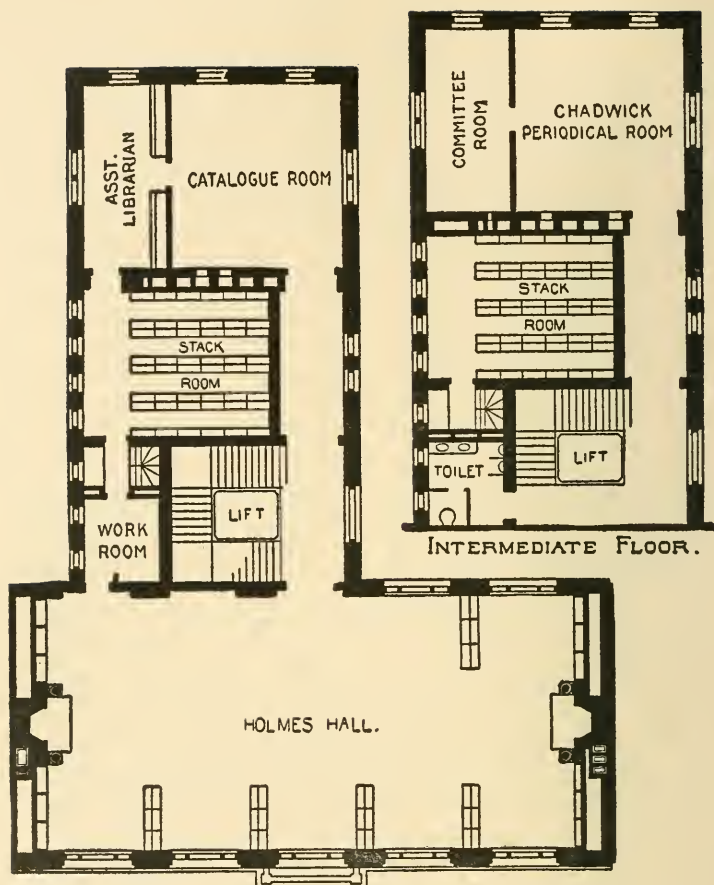 ASST.
LIBRARIAN
CATALOGUE ROOM
STACK
ROOM
LIFT
WORK
ROOM
HOLMES HALL.
COMMITTEE
ROOM
CHADWICK
PERIODICAL ROOM
STACK
ROOM
TOILET
LIFT
INTERMEDIATE FLOOR.